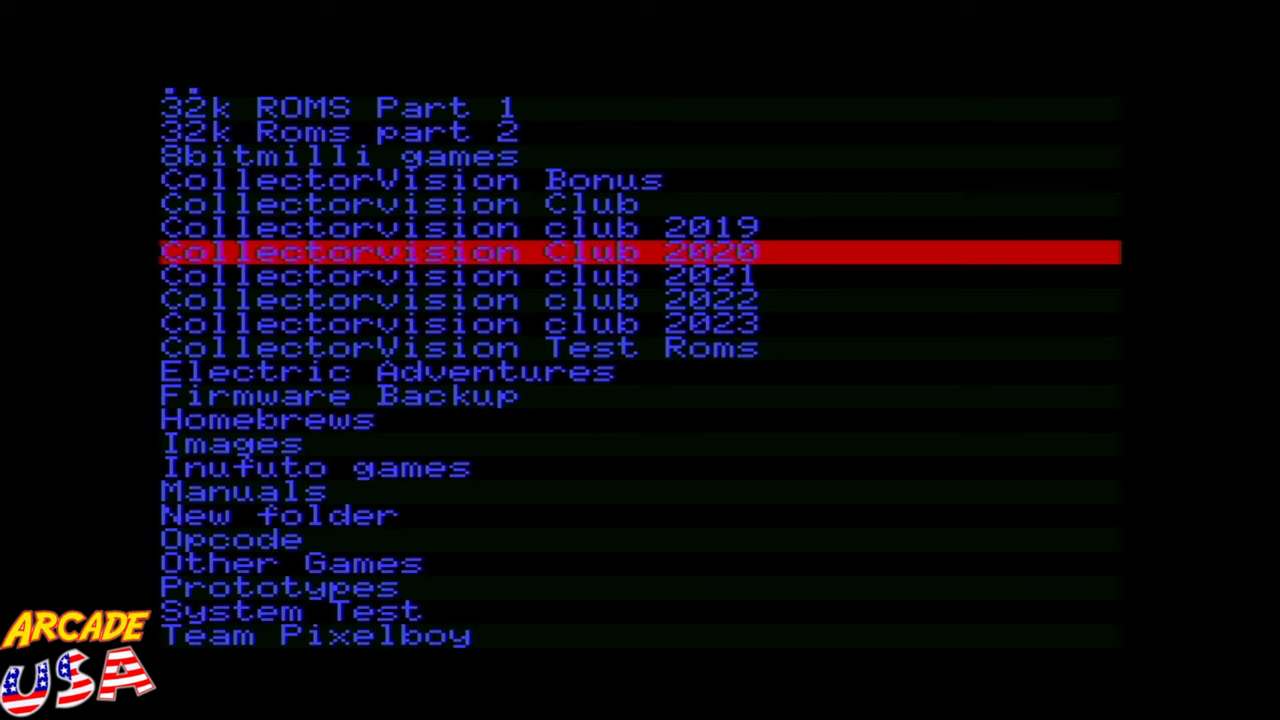 ..
32k ROMS Part 1
32k Roms part 2
8bitmilli games
CollectorVision Bonus
Collectorvision Club
Collectorvision club 2019
Collectorvision Club 2020
Collectorvision club 2021
Collectorvision club 2022
Collectorvision club 2023
CollectorVision Test Roms
Electric Adventures
Firmware Backup
Homebrews
Images
Inufuto games
Manuals
New folder
Opcode
Other Games
Prototypes
System Test
Team Pixelboy
ARCADE
USA